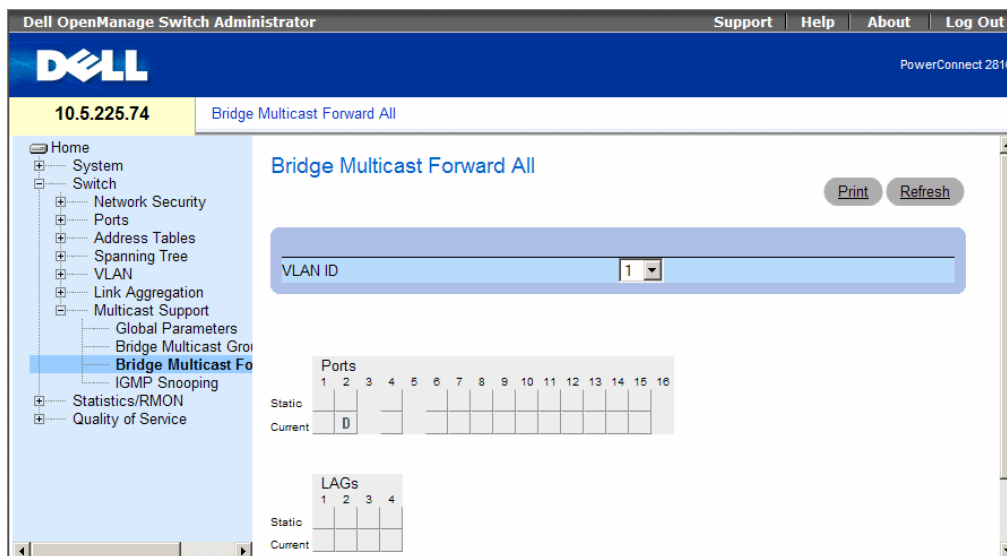 Dell OpenManage Switch Administrator Support Help About Log Out
DELL
PowerConnect 281
10.5.225.74 Bridge Multicast Forward All
Home
System
Switch
Network Security
Ports
Address Tables
Spanning Tree
VLAN
Link Aggregation
Multicast Support
Global Parameters
Bridge Multicast Grou
Bridge Multicast Fo
IGMP Snooping
Statistics/RMON
Quality of Service
Bridge Multicast Forward All
Print Refresh
VLAN ID 1
Ports
1 2 3 4 5 6 7 8 9 10 11 12 13 14 15 16
Static
Current D
LAGs
1 2 3 4
Static
Current